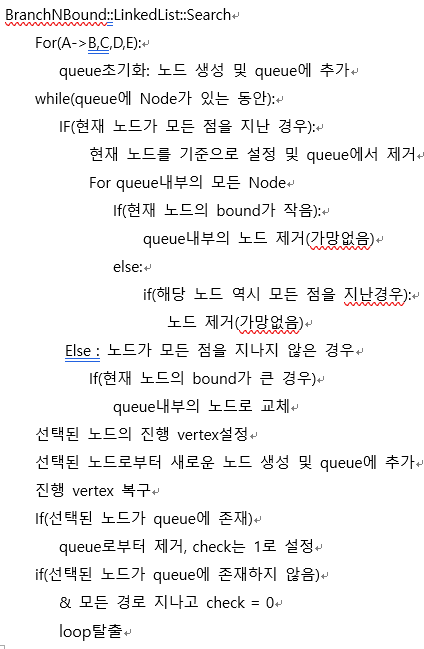 BranchNBound::LinkedList::Search
For(A->B,C,D,E):
queue초기화: 노드 생성 및 queue에 추가
while(queue에 Node가 있는 동안):
IF(현재 노드가 모든 점을 지난 경우):
현재 노드를 기준으로 설정 및 queue에서 제거
For queue내부의 모든 Node
If(현재 노드의 bound가 작음):
queue내부의 노드 제거(가망없음)
else:
if(해당 노드 역시 모든 점을 지난경우):
노드 제거(가망없음)
Else : 노드가 모든 점을 지나지 않은 경우
If(현재 노드의 bound가 큰 경우)
queue내부의 노드로 교체
선택된 노드의 진행 vertex설정
선택된 노드로부터 새로운 노드 생성 및 queue에 추가
진행 vertex 복구
If(선택된 노드가 queue에 존재)
queue로부터 제거, check는 1로 설정
if(선택된 노드가 queue에 존재하지 않음)
& 모든 경로 지나고 check = 0
loop탈출